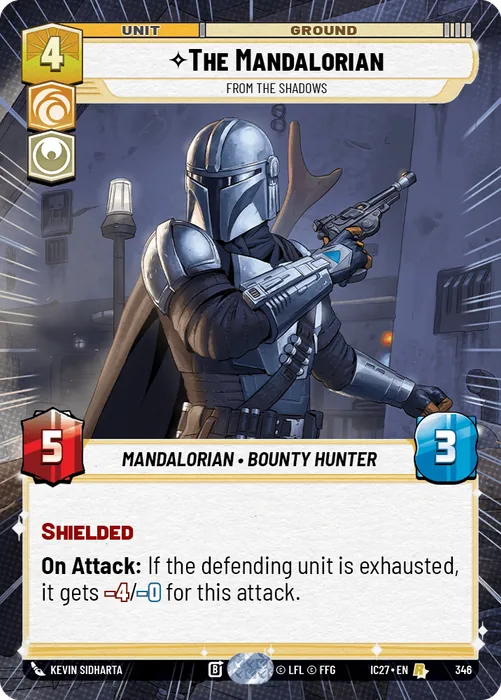 UNIT
GROUND
4
THE MANDALORIAN
FROM THE SHADOWS
5
MANDALORIAN • BOUNTY HUNTER
3
SHIELDED
On Attack: If the defending unit is exhausted,
it gets -4/-0 for this attack.
KEVIN SIDHARTA
© LFL © FFG
IC27 • EN
346